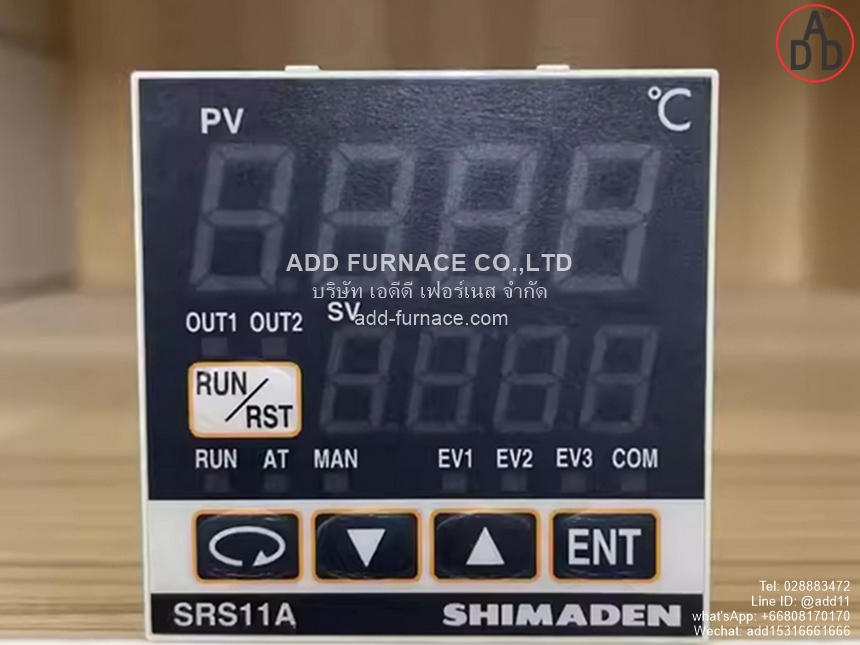 ADD
PV
℃
ADD FURNACE CO.,LTD
บริษัท เอดีดี เฟอร์เนส จำกัด
add-furnace.com
SV
OUT1 OUT2
RUN/RST
RUN AT MAN EV1 EV2 EV3 COM
ENT
SRS11A SHIMADEN
Tel: 028883472
Line ID: @add11
what'sApp: +66808170170
Wechat: add15316661666